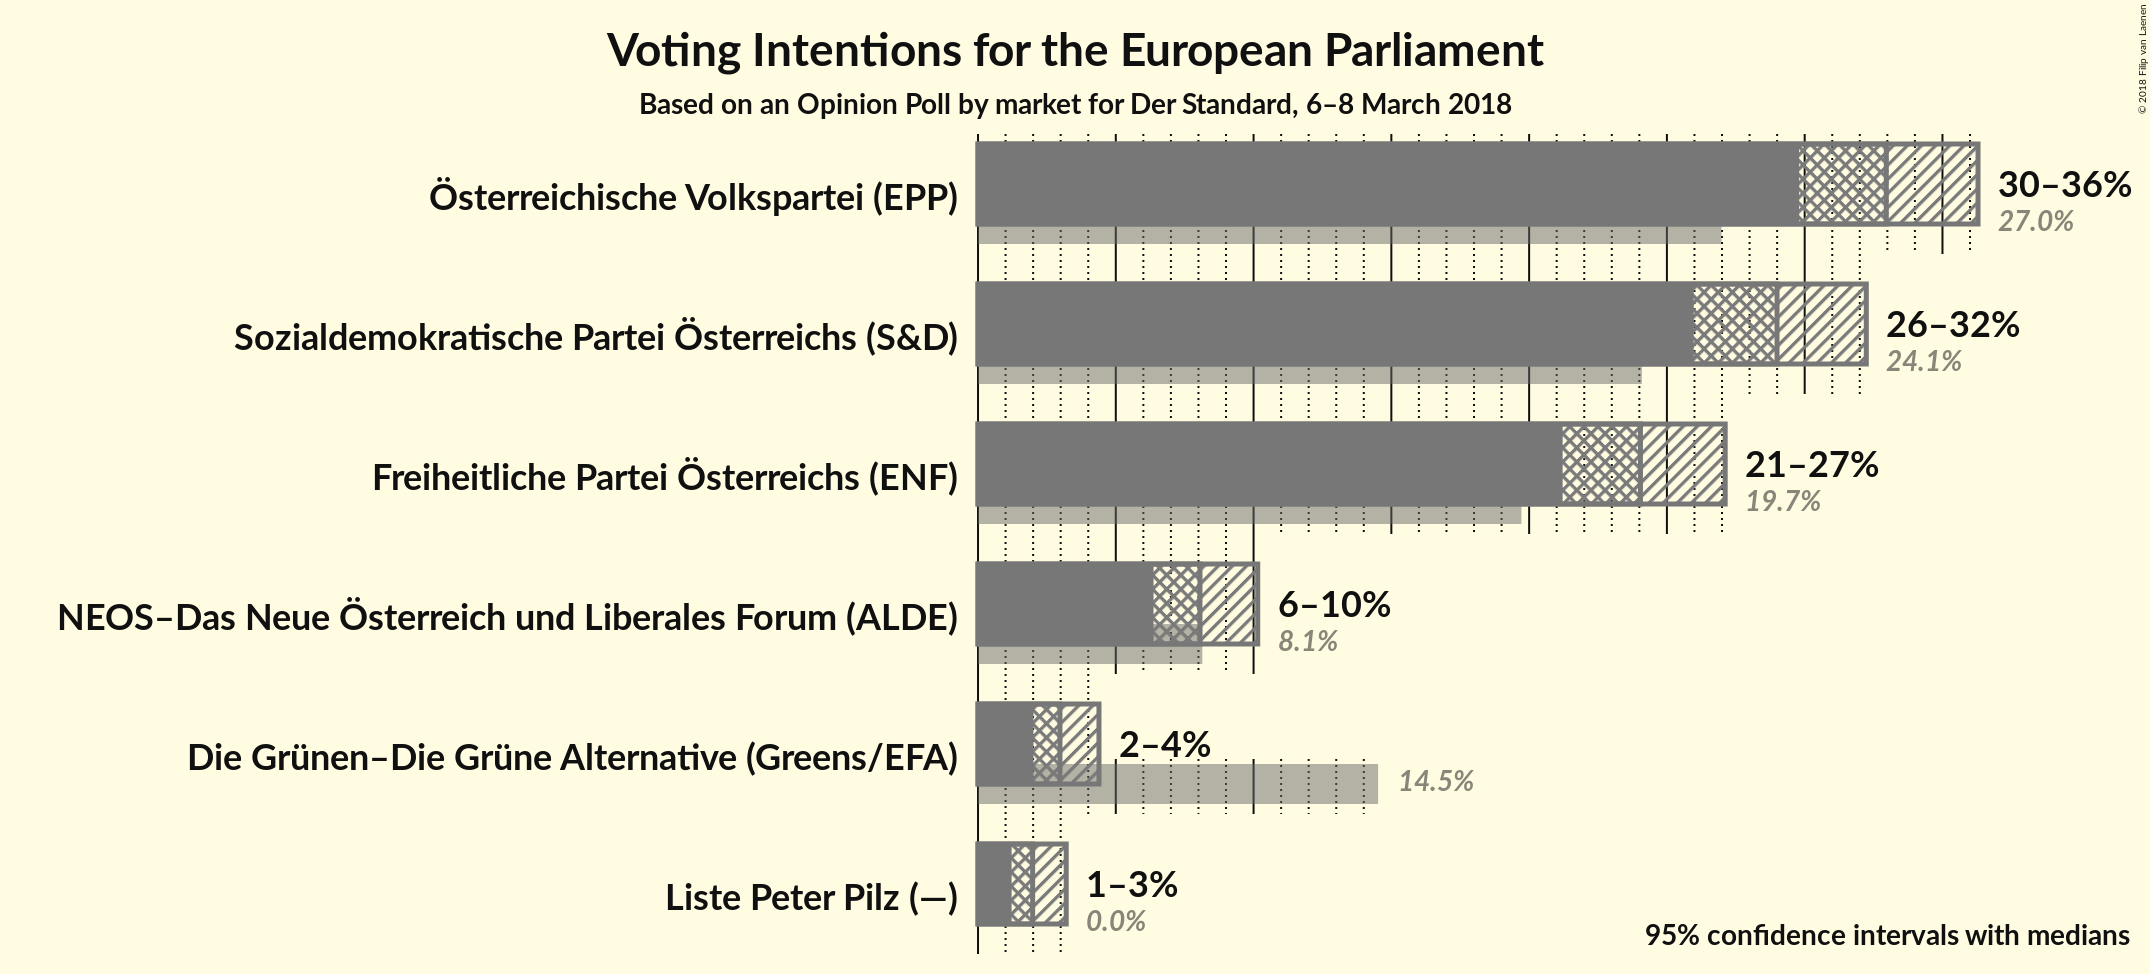 Voting Intentions for the European Parliament
Based on an Opinion Poll by market for Der Standard, 6–8 March 2018
© 2018 Filip van Laenen
Österreichische Volkspartei (EPP)
30–36%
27.0%
Sozialdemokratische Partei Österreichs (S&D)
26–32%
24.1%
Freiheitliche Partei Österreichs (ENF)
21–27%
19.7%
NEOS–Das Neue Österreich und Liberales Forum (ALDE)
6–10%
8.1%
Die Grünen–Die Grüne Alternative (Greens/EFA)
2–4%
14.5%
Liste Peter Pilz (—)
1–3%
0.0%
95% confidence intervals with medians